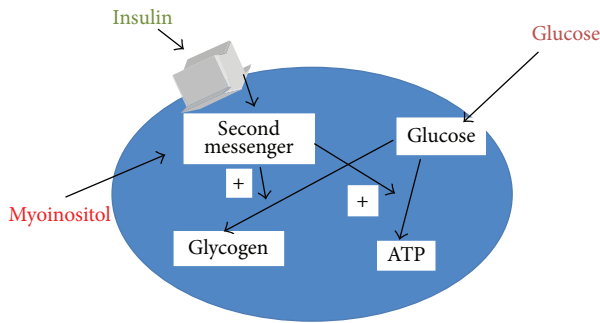 Insulin
Glucose
Second
messenger
Glucose
+
+
Myoinositol
Glycogen
ATP